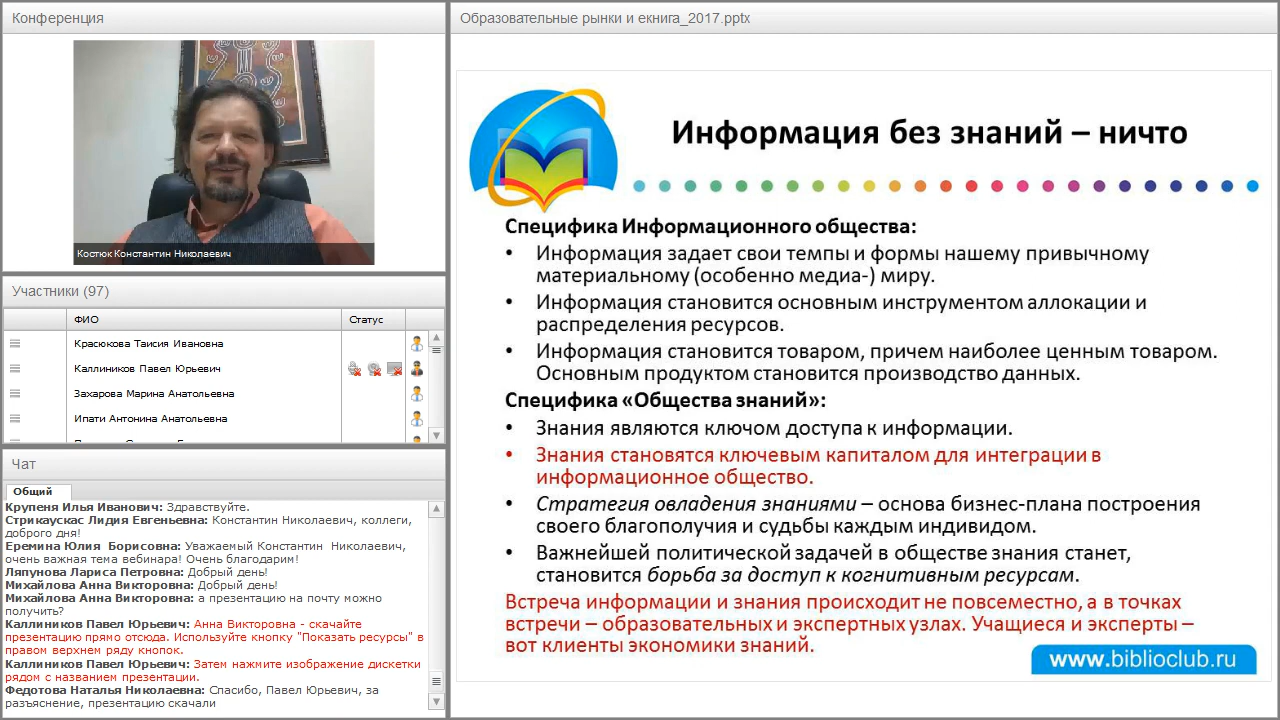 Конференция
Костюк Константин Николаевич
Участники (97)
ФИО
Статус
Красюкова Таисия Ивановна
Каллиников Павел Юрьевич
Захарова Марина Анатольевна
Ипати Антонина Анатольевна
Чат
Общий
Крупеня Илья Иванович: Здравствуйте.
Стрикаускас Лидия Евгеньевна: Константин Николаевич, коллеги,
доброго дня!
Еремина Юлия Борисовна: Уважаемый Константин Николаевич,
очень важная тема вебинара! Очень благодарим!
Ляпунова Лариса Петровна: Добрый день!
Михайлова Анна Викторовна: Добрый день!
Михайлова Анна Викторовна: а презентацию на почту можно
получить?
Каллиников Павел Юрьевич: Анна Викторовна - скачайте
презентацию прямо отсюда. Используйте кнопку "Показать ресурсы" в
правом верхнем ряду кнопок.
Каллиников Павел Юрьевич: Затем нажмите изображение дискетки
рядом с названием презентации.
Федотова Наталья Николаевна: Спасибо, Павел Юрьевич, за
разъяснение, презентацию скачали
Образовательные рынки и екнига_2017.pptx
Информация без знаний – ничто
Специфика Информационного общества:
• Информация задает свои темпы и формы нашему привычному
материальному (особенно медиа-) миру.
• Информация становится основным инструментом аллокации и
распределения ресурсов.
• Информация становится товаром, причем наиболее ценным товаром.
Основным продуктом становится производство данных.
Специфика «Общества знаний»:
• Знания являются ключом доступа к информации.
• Знания становятся ключевым капиталом для интеграции в
информационное общество.
• Стратегия овладения знаниями – основа бизнес-плана построения
своего благополучия и судьбы каждым индивидом.
• Важнейшей политической задачей в обществе знания станет,
становится борьба за доступ к когнитивным ресурсам.
Встреча информации и знания происходит не повсеместно, а в точках
встречи – образовательных и экспертных узлах. Учащиеся и эксперты –
вот клиенты экономики знаний.
www.biblioclub.ru